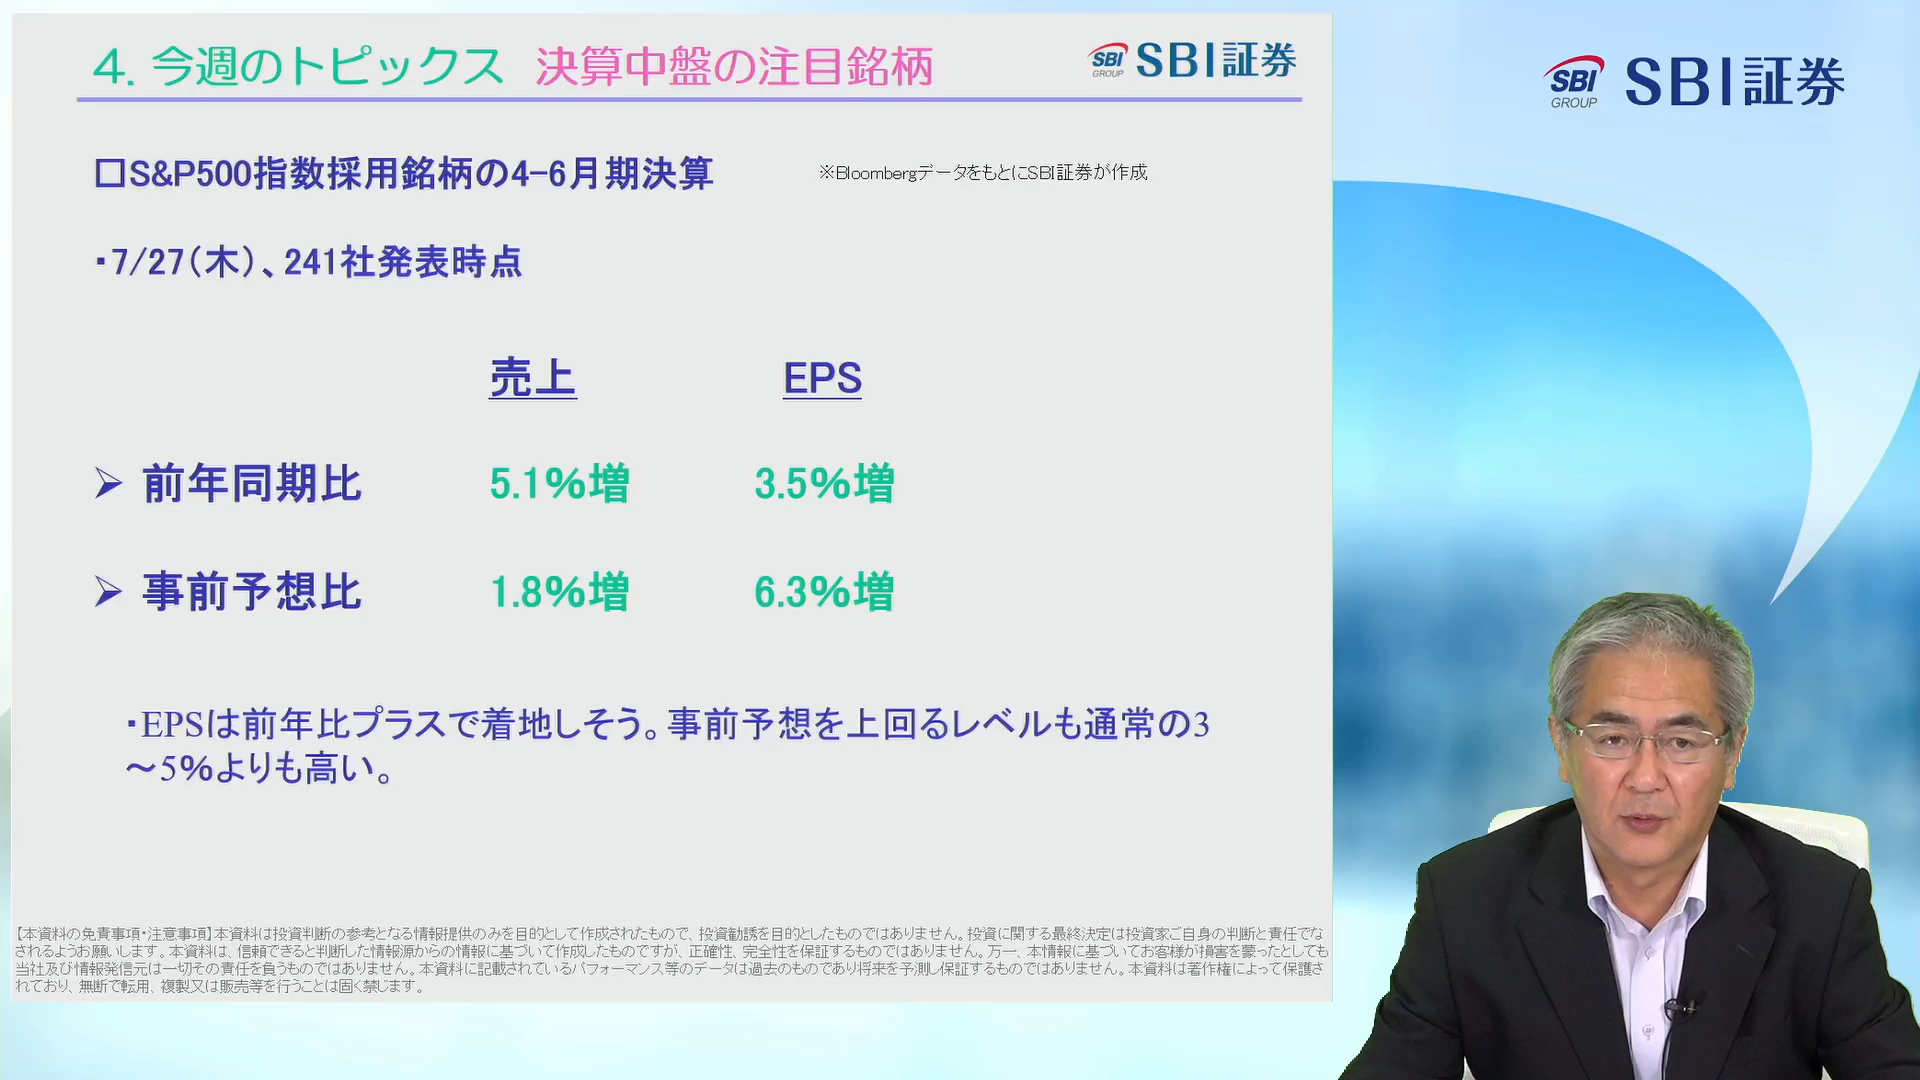 4. 今週のトピックス 決算中盤の注目銘柄
SBI GROUP SBI証券
SBI GROUP SBI証券
□S&P500指数採用銘柄の4-6月期決算
※BloombergデータをもとにSBI証券が作成
・7/27(木)、241社発表時点
売上 EPS
➢ 前年同期比 5.1%増 3.5%増
➢ 事前予想比 1.8%増 6.3%増
・EPSは前年比プラスで着地しそう。事前予想を上回るレベルも通常の3
～5%よりも高い。
【本資料の免責事項・注意事項】本資料は投資判断の参考となる情報提供のみを目的として作成されたもので、投資勧誘を目的としたものではありません。投資に関する最終決定は投資家ご自身の判断と責任でな
されるようお願いします。本資料は、信頼できると判断した情報源からの情報に基づいて作成したものですが、正確性、完全性を保証するものではありません。万一、本情報に基づいてお客様が損害を蒙ったとしても
当社及び情報発信元は一切その責任を負うものではありません。本資料に記載されているパフォーマンス等のデータは過去のものであり将来を予測し保証するものではありません。本資料は著作権によって保護さ
れており、無断で転用、複製又は販売等を行うことは固く禁じます。